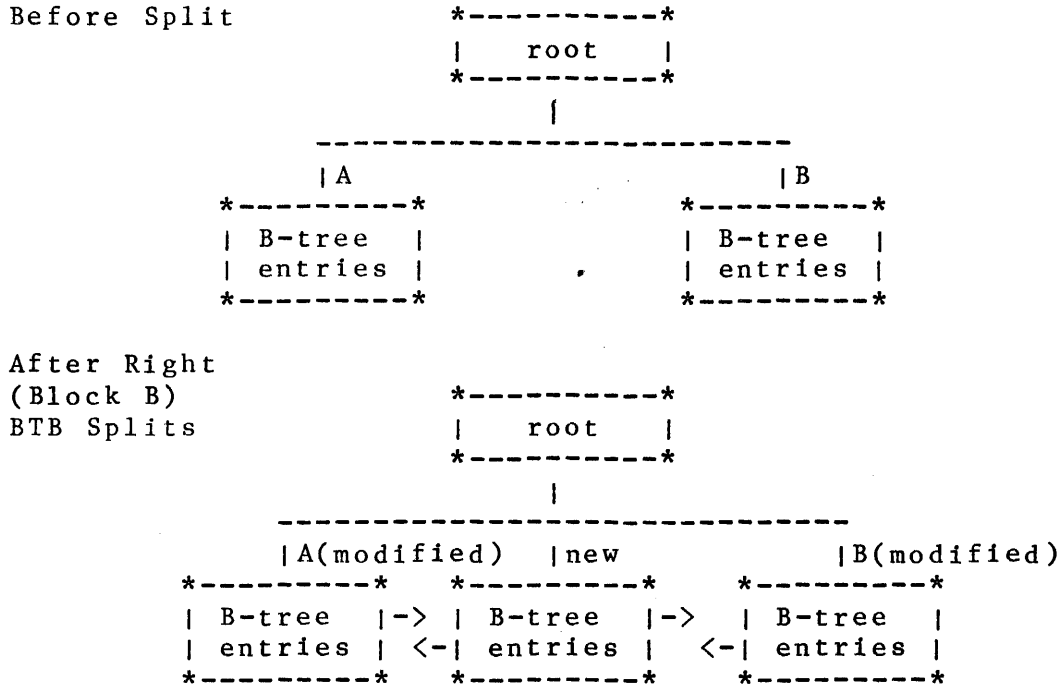 Before Split
*-----------*
| root |
*-----------*
|
-------------------------
|A |B
*---------* *---------*
| B-tree | | B-tree |
| entries | | entries |
*---------* *---------*
After Right
(Block B)
BTB Splits
*-----------*
| root |
*-----------*
|
------------------------------
|A(modified) |new |B(modified)
*---------* *---------* *---------*
| B-tree |-> | B-tree |-> | B-tree |
| entries | <-| entries | <-| entries |
*---------* *---------* *---------*